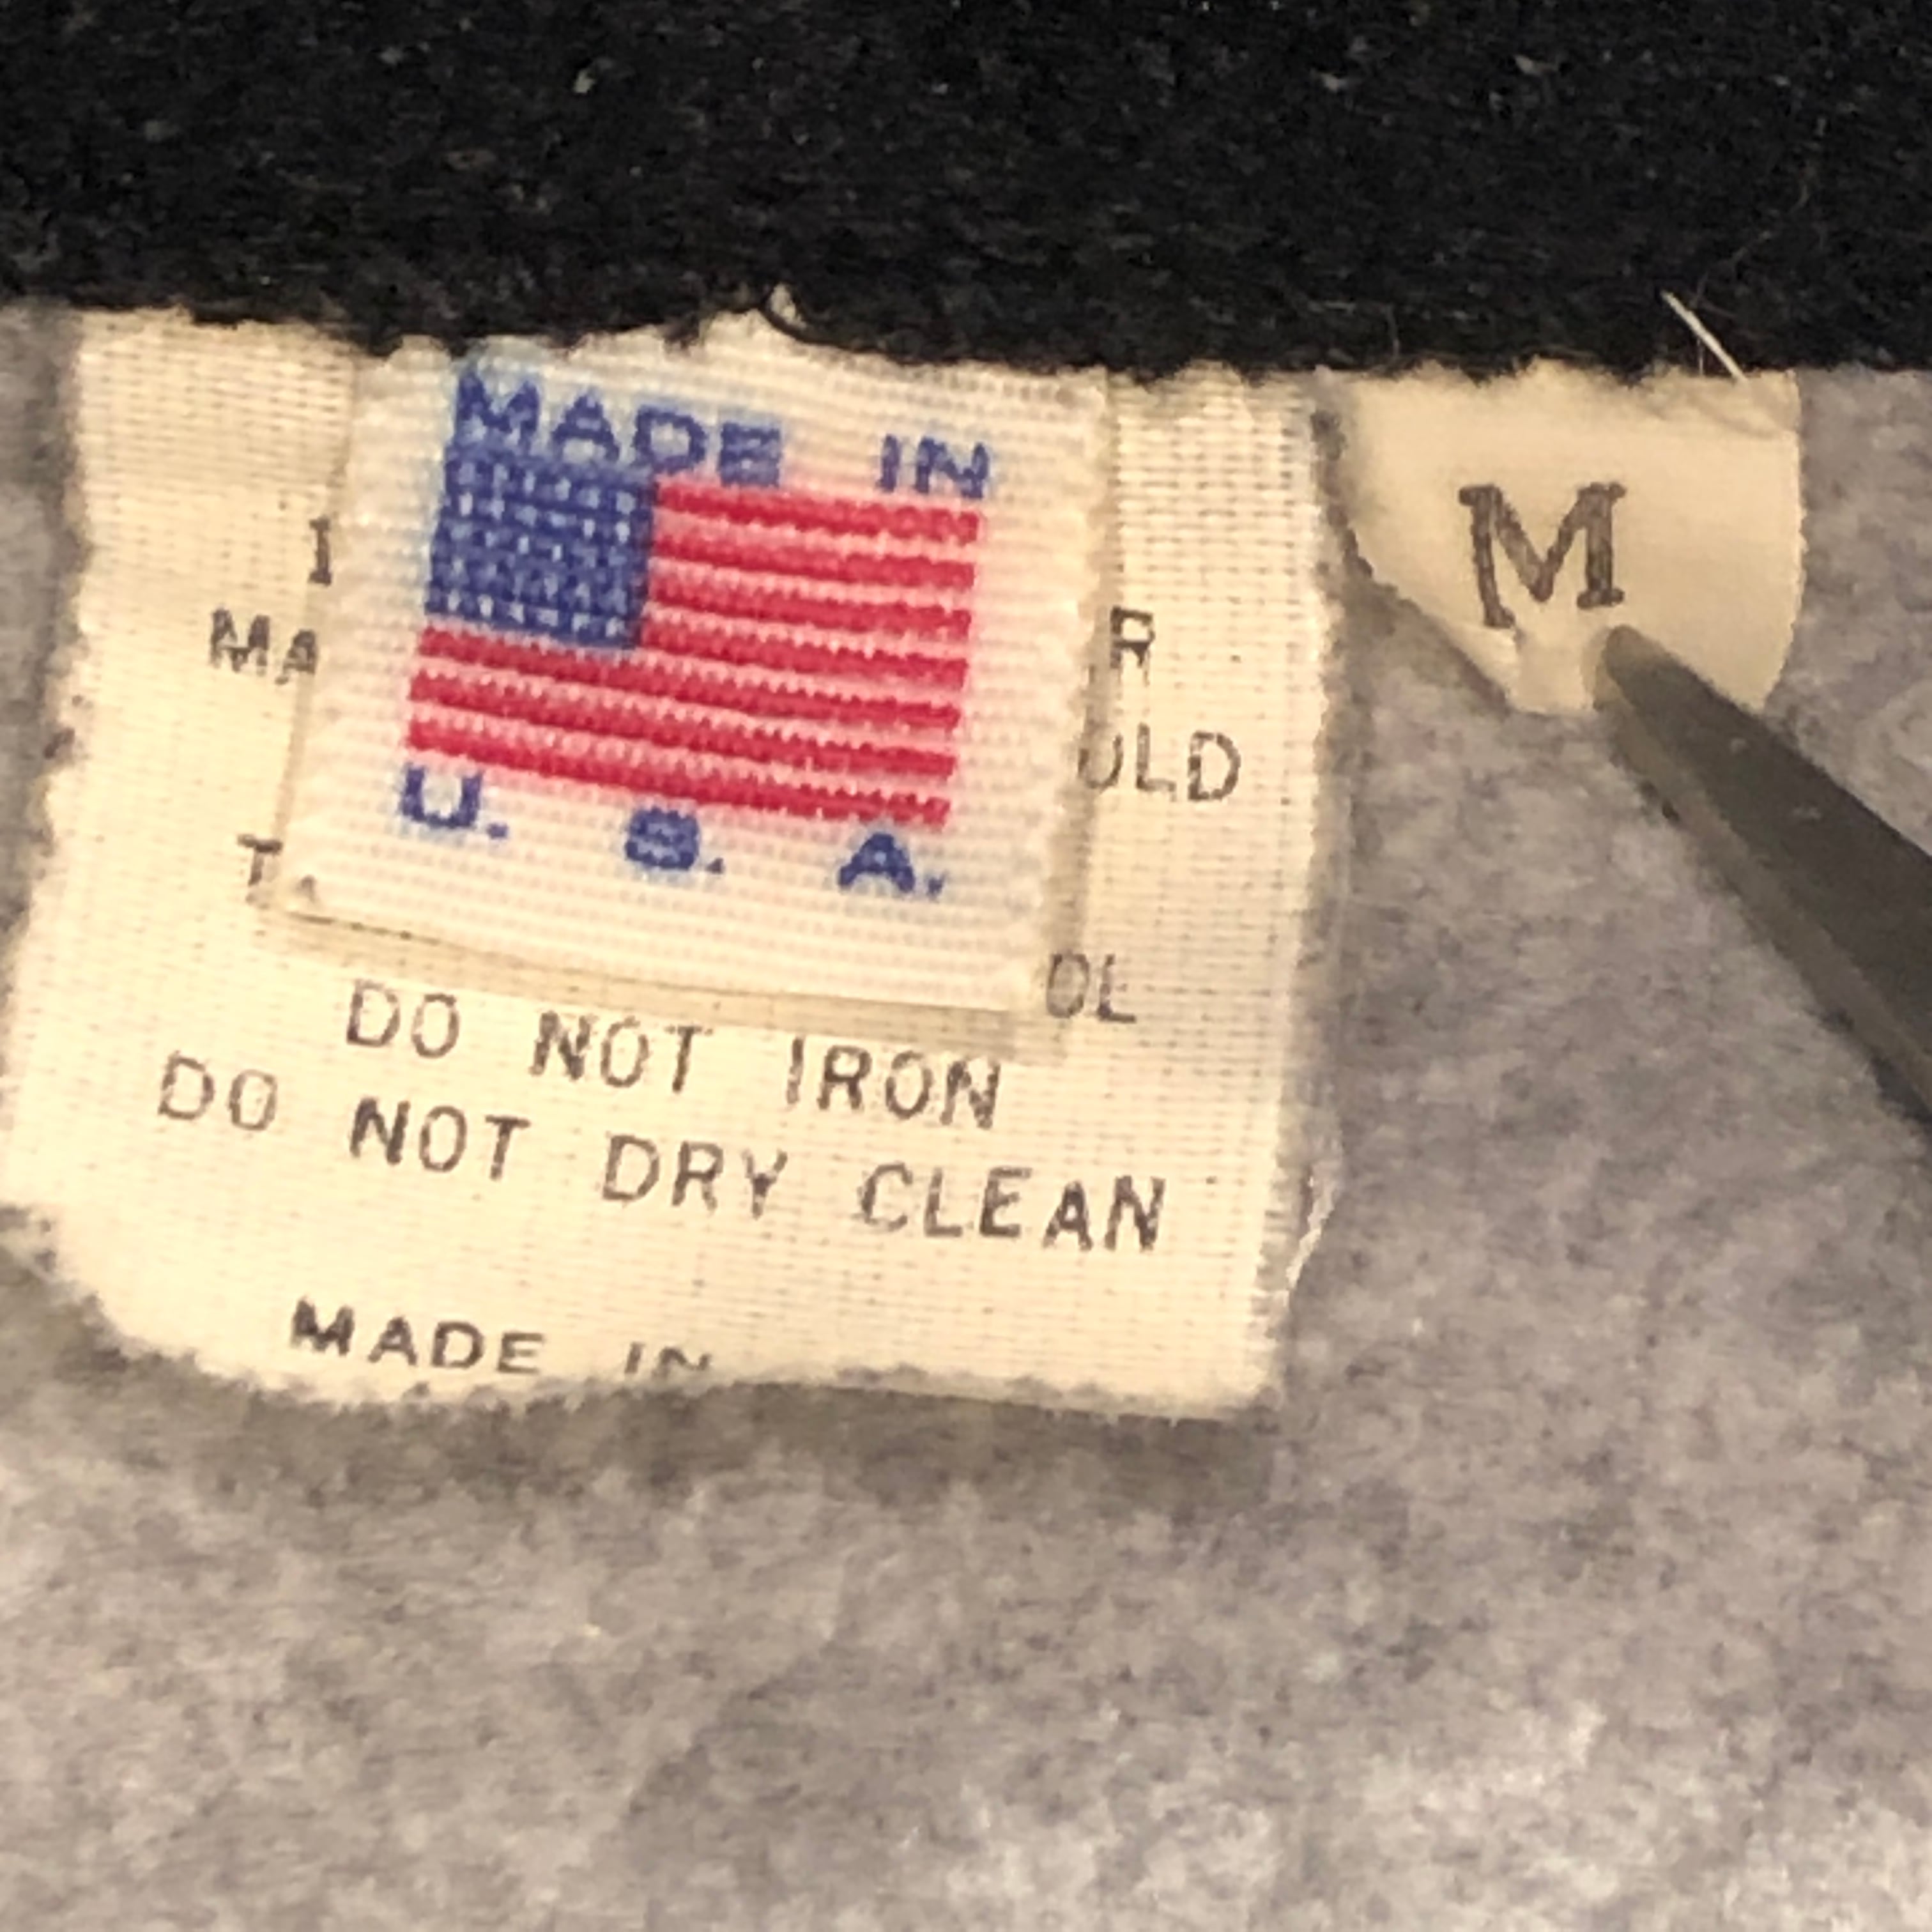 MADE IN
U. S. A.
M
DO NOT IRON
DO NOT DRY CLEAN
MADE IN